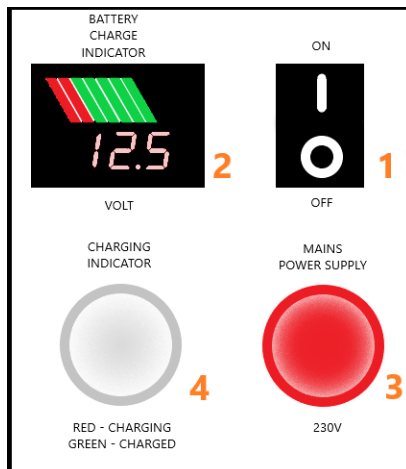 BATTERY
CHARGE
INDICATOR
12.5
2
VOLT
ON
1
OFF
CHARGING
INDICATOR
4
RED - CHARGING
GREEN - CHARGED
MAINS
POWER SUPPLY
3
230V